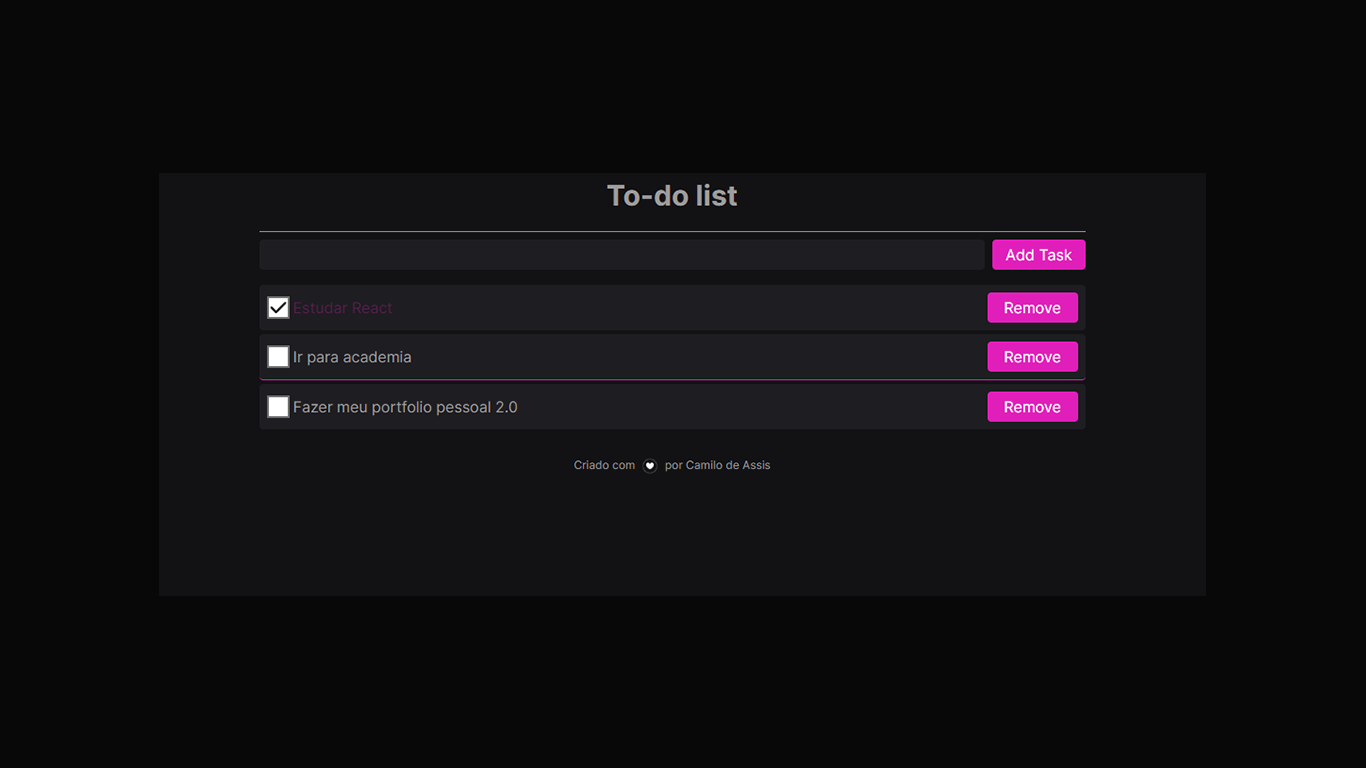 To-do list
Add Task
Estudar React Remove
Ir para academia Remove
Fazer meu portfolio pessoal 2.0 Remove
Criado com por Camilo de Assis